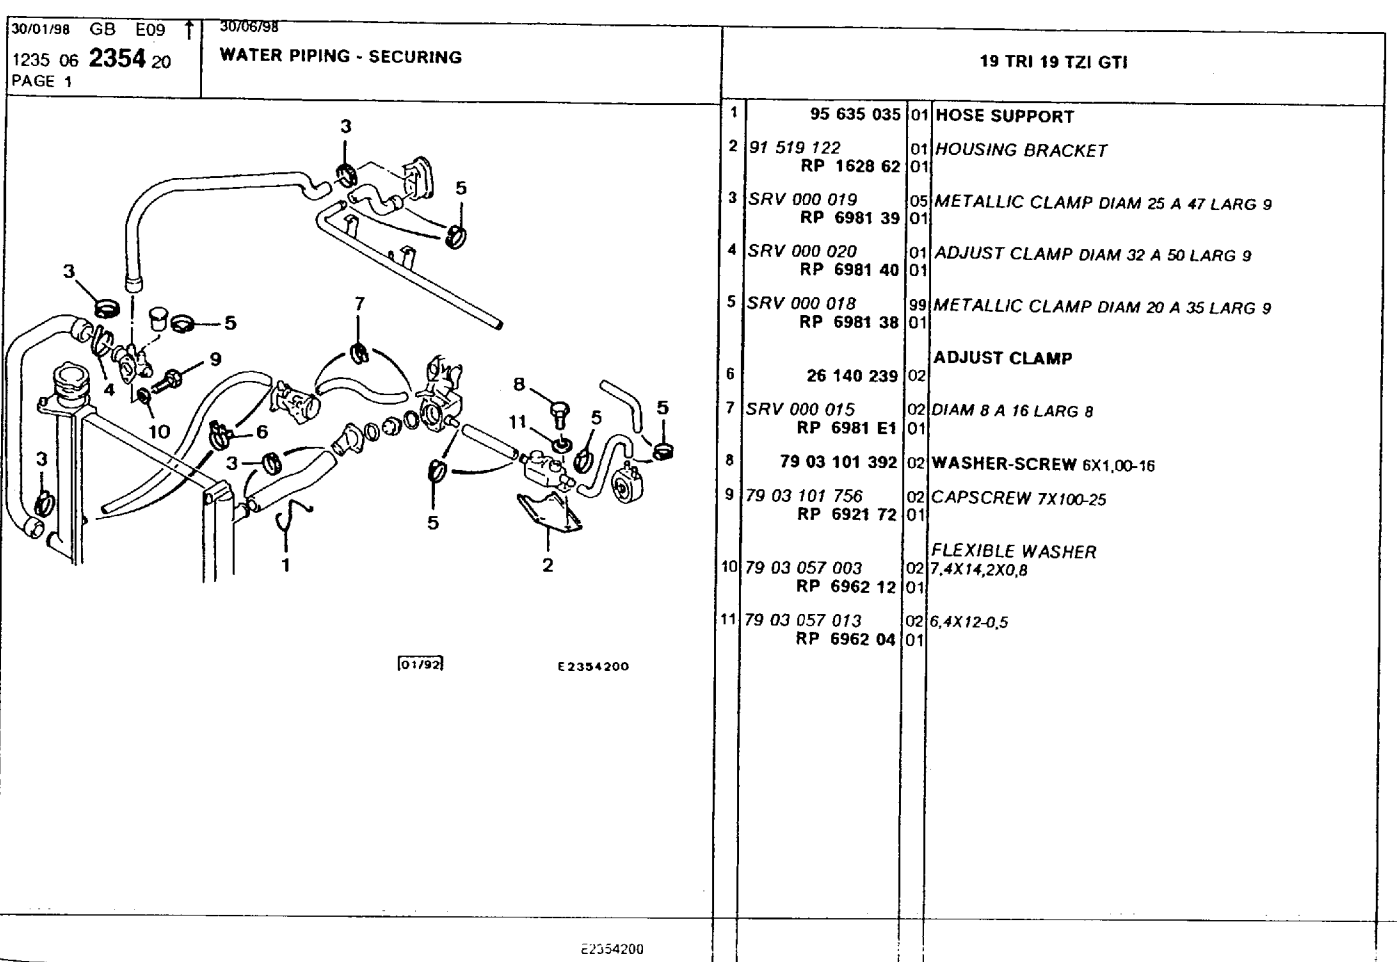 30/01/98 GB E09 ↑
1235 06 2354 20
PAGE 1
30/06/98
WATER PIPING - SECURING
19 TRI 19 TZI GTI
1 95 635 035 01 HOSE SUPPORT
2 91 519 122 01 HOUSING BRACKET
RP 1628 62 01
3 SRV 000 019 05 METALLIC CLAMP DIAM 25 A 47 LARG 9
RP 6981 39 01
4 SRV 000 020 01 ADJUST CLAMP DIAM 32 A 50 LARG 9
RP 6981 40 01
5 SRV 000 018 99 METALLIC CLAMP DIAM 20 A 35 LARG 9
RP 6981 38 01
ADJUST CLAMP
6 26 140 239 02
7 SRV 000 015 02 DIAM 8 A 16 LARG 8
RP 6981 E1 01
8 79 03 101 392 02 WASHER-SCREW 6X1,00-16
9 79 03 101 756 02 CAPSCREW 7X100-25
RP 6921 72 01
FLEXIBLE WASHER
10 79 03 057 003 02 7,4X14,2X0,8
RP 6962 12 01
11 79 03 057 013 02 6,4X12-0,5
RP 6962 04 01
3
5
3
5
7
9
4
8
5
5
10
6
11
3
3
5
1
2
01/92
E2354200
E2354200